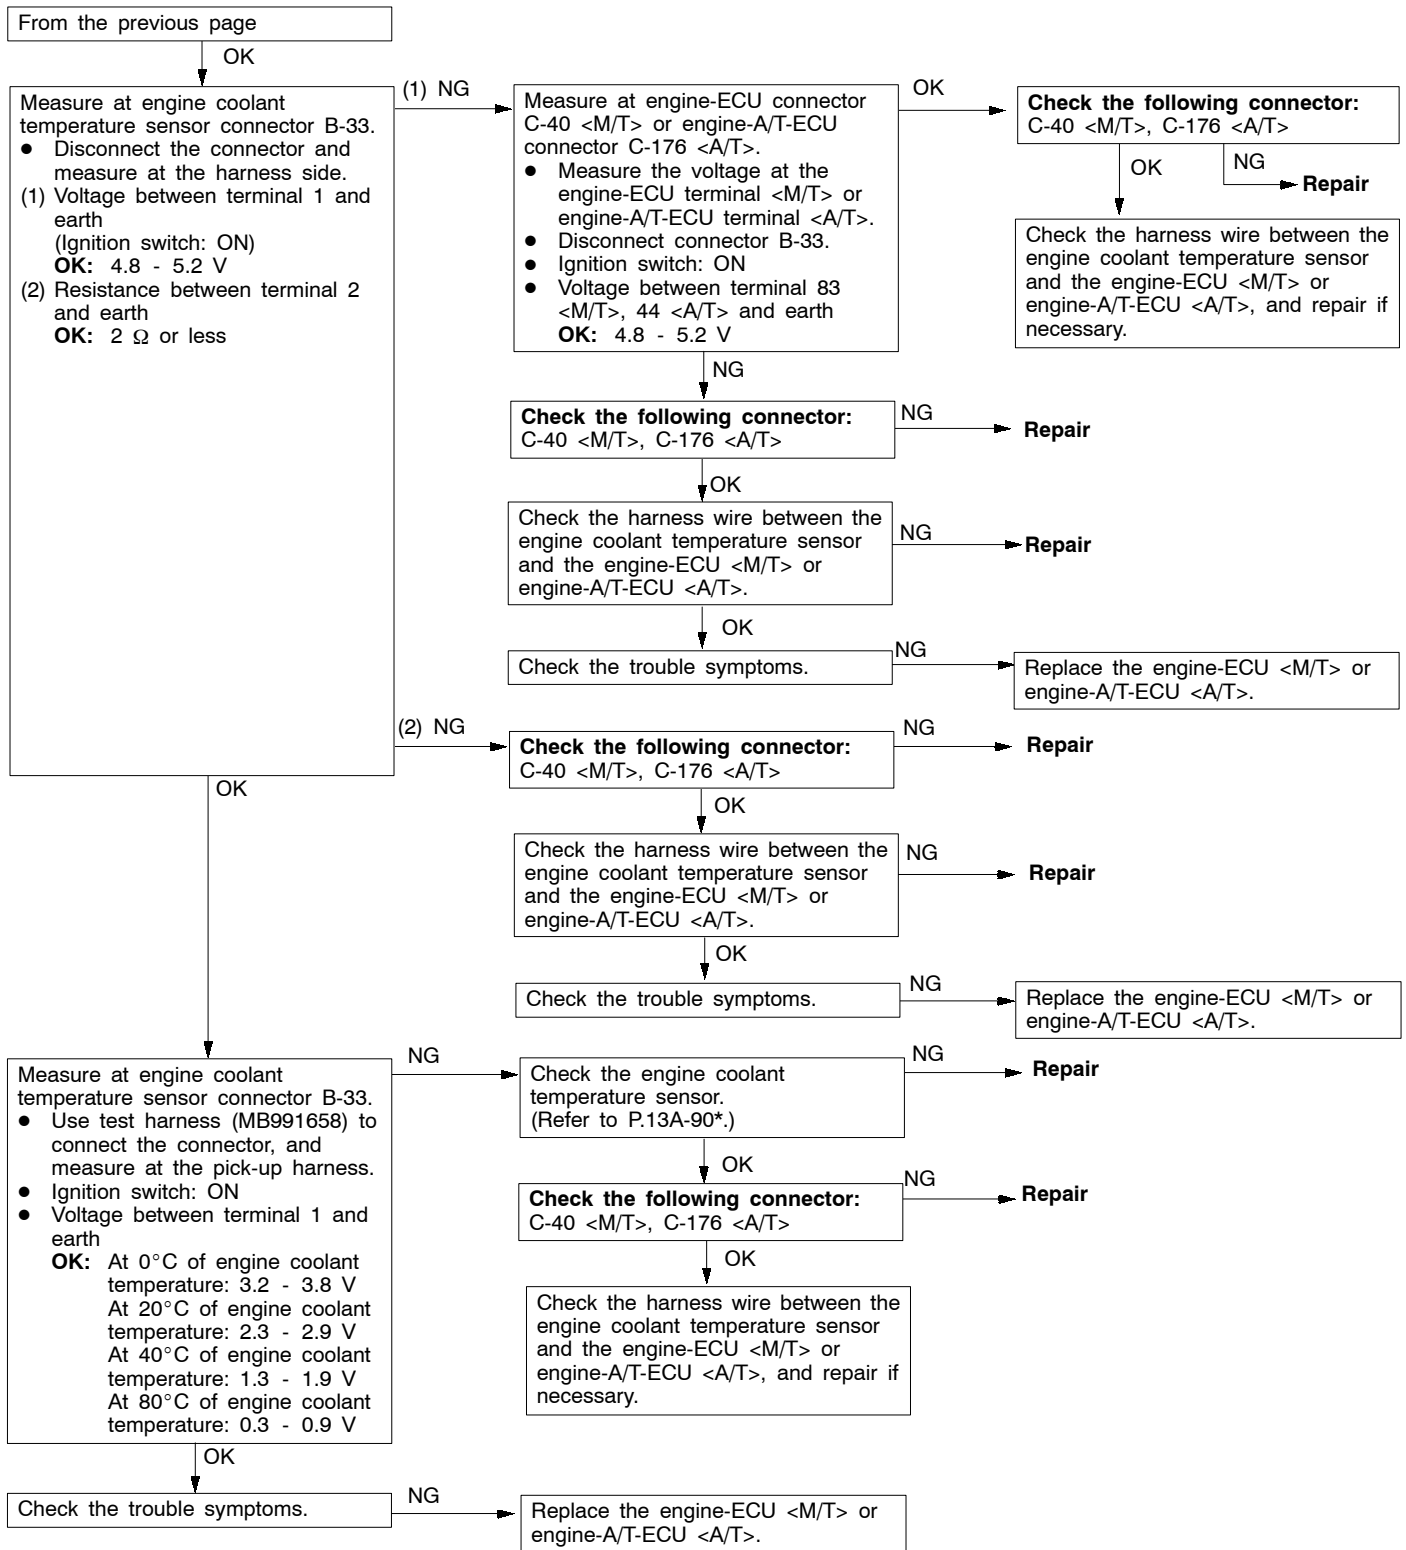 From the previous page
OK
Measure at engine coolant
temperature sensor connector B-33.
● Disconnect the connector and
measure at the harness side.
(1) Voltage between terminal 1 and
earth
(Ignition switch: ON)
OK: 4.8 - 5.2 V
(2) Resistance between terminal 2
and earth
OK: 2 Ω or less
(1) NG
Measure at engine-ECU connector
C-40 <M/T> or engine-A/T-ECU
connector C-176 <A/T>.
● Measure the voltage at the
engine-ECU terminal <M/T> or
engine-A/T-ECU terminal <A/T>.
● Disconnect connector B-33.
● Ignition switch: ON
● Voltage between terminal 83
<M/T>, 44 <A/T> and earth
OK: 4.8 - 5.2 V
OK
Check the following connector:
C-40 <M/T>, C-176 <A/T>
OK
NG
Repair
Check the harness wire between the
engine coolant temperature sensor
and the engine-ECU <M/T> or
engine-A/T-ECU <A/T>, and repair if
necessary.
NG
Check the following connector:
C-40 <M/T>, C-176 <A/T>
NG
Repair
OK
Check the harness wire between the
engine coolant temperature sensor
and the engine-ECU <M/T> or
engine-A/T-ECU <A/T>.
NG
Repair
OK
Check the trouble symptoms.
NG
Replace the engine-ECU <M/T> or
engine-A/T-ECU <A/T>.
(2) NG
Check the following connector:
C-40 <M/T>, C-176 <A/T>
NG
Repair
OK
Check the harness wire between the
engine coolant temperature sensor
and the engine-ECU <M/T> or
engine-A/T-ECU <A/T>.
NG
Repair
OK
Check the trouble symptoms.
NG
Replace the engine-ECU <M/T> or
engine-A/T-ECU <A/T>.
OK
Measure at engine coolant
temperature sensor connector B-33.
● Use test harness (MB991658) to
connect the connector, and
measure at the pick-up harness.
● Ignition switch: ON
● Voltage between terminal 1 and
earth
OK: At 0°C of engine coolant
temperature: 3.2 - 3.8 V
At 20°C of engine coolant
temperature: 2.3 - 2.9 V
At 40°C of engine coolant
temperature: 1.3 - 1.9 V
At 80°C of engine coolant
temperature: 0.3 - 0.9 V
NG
Check the engine coolant
temperature sensor.
(Refer to P.13A-90*.)
NG
Repair
OK
Check the following connector:
C-40 <M/T>, C-176 <A/T>
NG
Repair
OK
Check the harness wire between the
engine coolant temperature sensor
and the engine-ECU <M/T> or
engine-A/T-ECU <A/T>, and repair if
necessary.
OK
Check the trouble symptoms.
NG
Replace the engine-ECU <M/T> or
engine-A/T-ECU <A/T>.